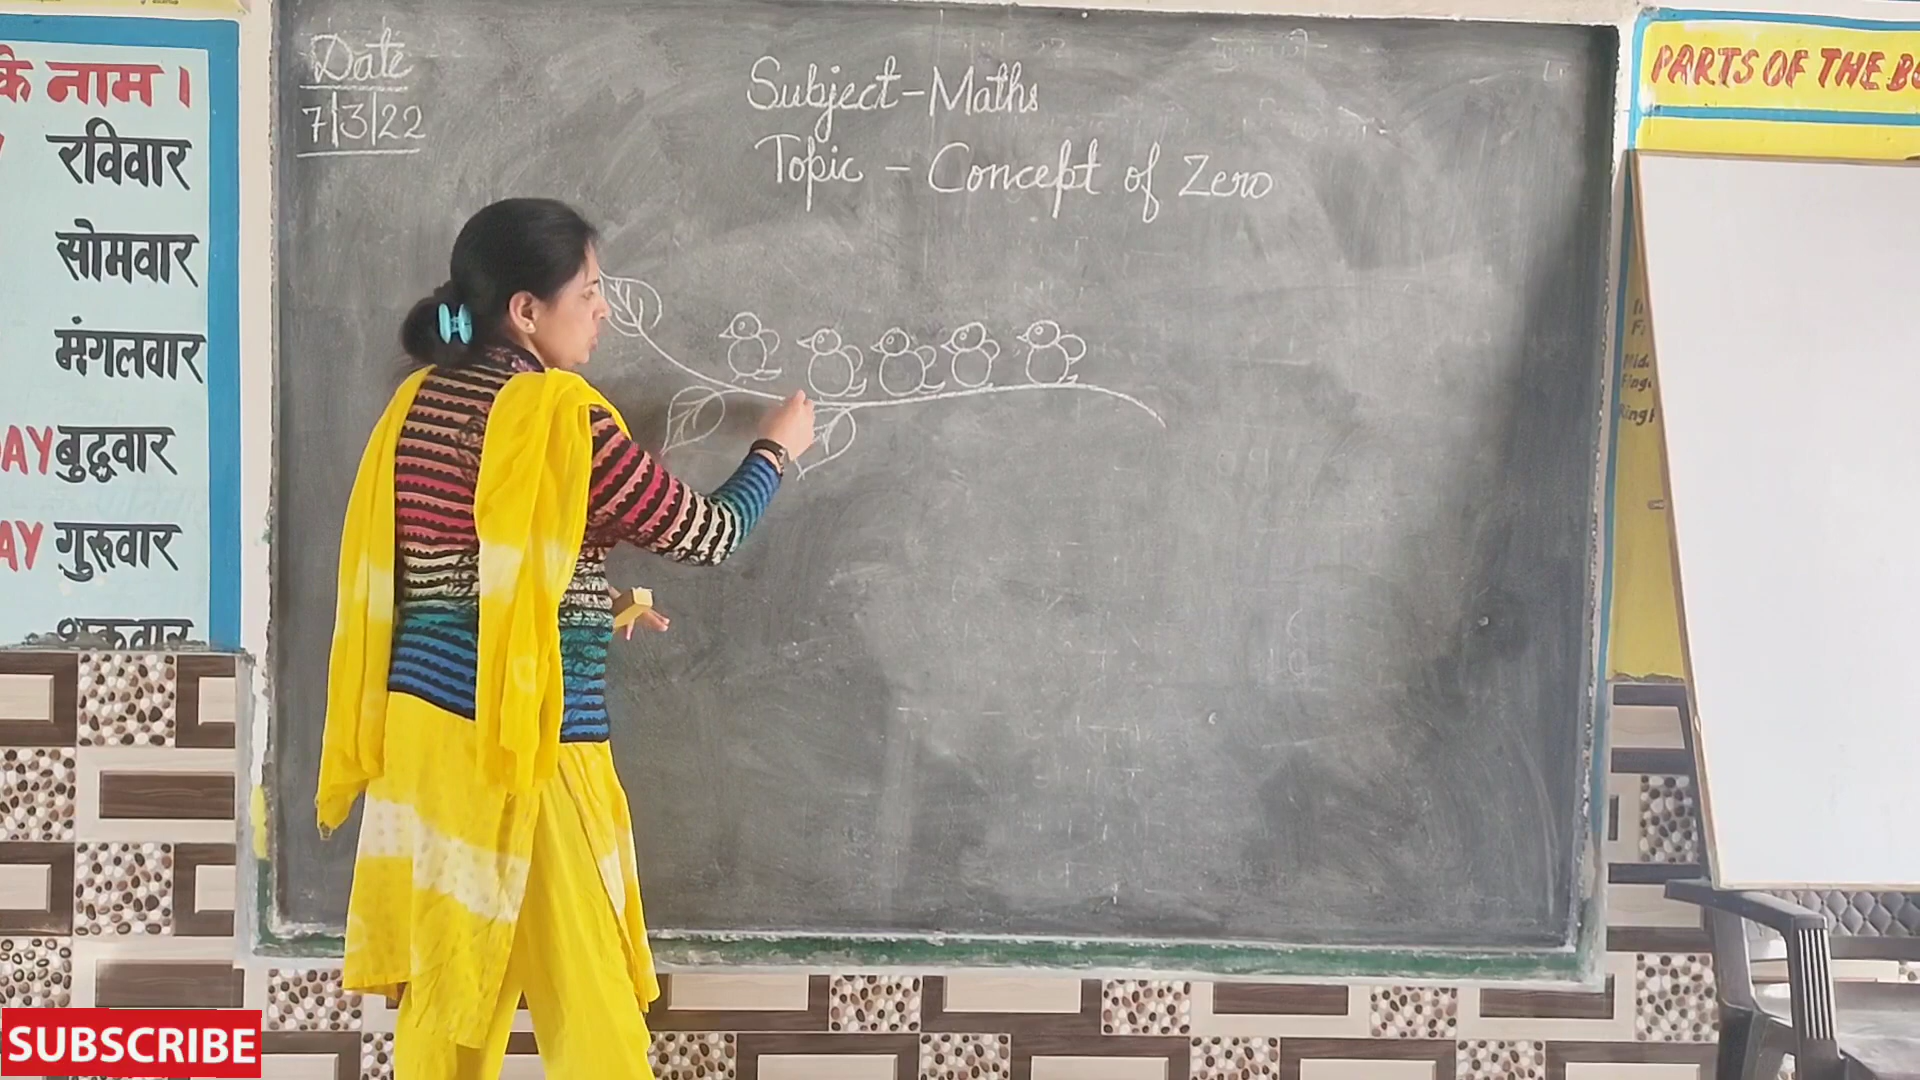 कि नाम ।
रविवार
सोमवार
मंगलवार
AY बुद्धवार
AY गुरुवार
शुक्रवार
Date
7/3/22
Subject - Maths
Topic - Concept of Zero
PARTS OF THE
SUBSCRIBE